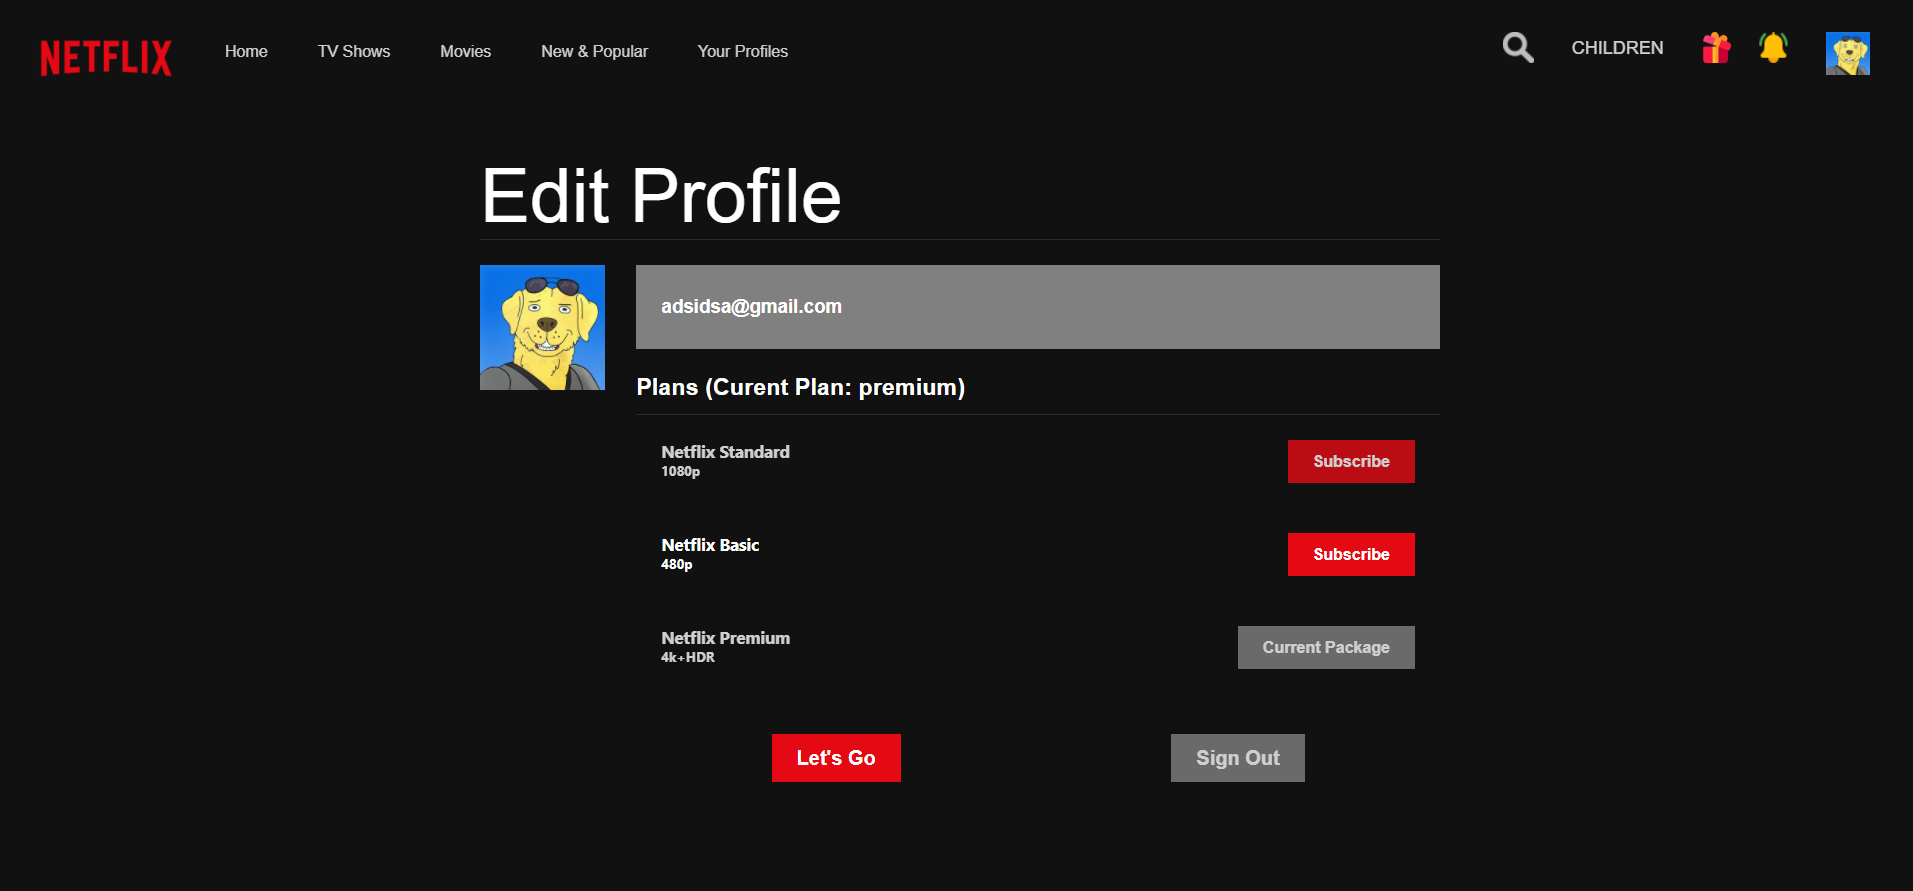 NETFLIX
Home
TV Shows
Movies
New & Popular
Your Profiles
CHILDREN
Edit Profile
adsidsa@gmail.com
Plans (Curent Plan: premium)
Netflix Standard
1080p
Subscribe
Netflix Basic
480p
Subscribe
Netflix Premium
4k+HDR
Current Package
Let's Go
Sign Out